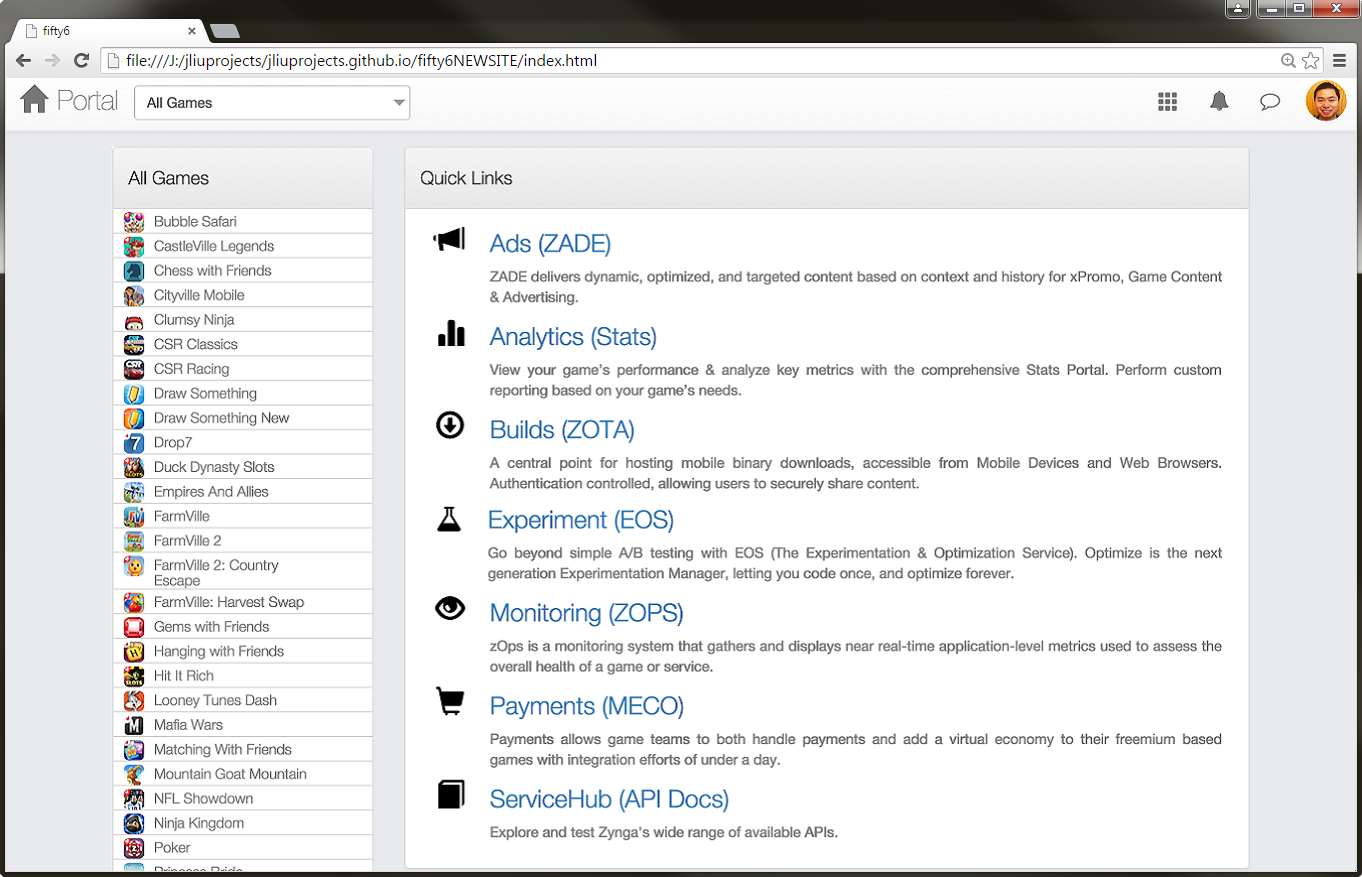 fifty6
file:///J:/jliuprojects/jliuprojects.github.io/fifty6NEWSITE/index.html
Portal
All Games
All Games
Bubble Safari
CastleVille Legends
Chess with Friends
Cityville Mobile
Clumsy Ninja
CSR Classics
CSR Racing
Draw Something
Draw Something New
Drop7
Duck Dynasty Slots
Empires And Allies
FarmVille
FarmVille 2
FarmVille 2: Country
Escape
FarmVille: Harvest Swap
Gems with Friends
Hanging with Friends
Hit It Rich
Looney Tunes Dash
Mafia Wars
Matching With Friends
Mountain Goat Mountain
NFL Showdown
Ninja Kingdom
Poker
Quick Links
Ads (ZADE)
ZADE delivers dynamic, optimized, and targeted content based on context and history for xPromo, Game Content
& Advertising.
Analytics (Stats)
View your game's performance & analyze key metrics with the comprehensive Stats Portal. Perform custom
reporting based on your game's needs.
Builds (ZOTA)
A central point for hosting mobile binary downloads, accessible from Mobile Devices and Web Browsers.
Authentication controlled, allowing users to securely share content.
Experiment (EOS)
Go beyond simple A/B testing with EOS (The Experimentation & Optimization Service). Optimize is the next
generation Experimentation Manager, letting you code once, and optimize forever.
Monitoring (ZOPS)
zOps is a monitoring system that gathers and displays near real-time application-level metrics used to assess the
overall health of a game or service.
Payments (MECO)
Payments allows game teams to both handle payments and add a virtual economy to their freemium based
games with integration efforts of under a day.
ServiceHub (API Docs)
Explore and test Zynga's wide range of available APIs.